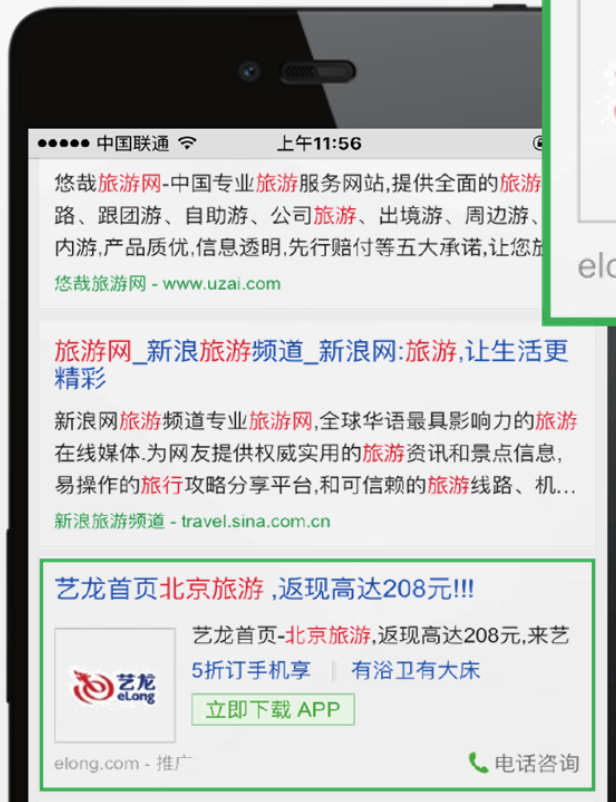 中国联通 上午11:56
悠哉旅游网-中国专业旅游服务网站,提供全面的旅游
路、跟团游、自助游、公司旅游、出境游、周边游、
内游,产品质优,信息透明,先行赔付等五大承诺,让您
悠哉旅游网 - www.uzai.com
elo
旅游网_新浪旅游频道_新浪网:旅游,让生活更
精彩
新浪网旅游频道专业旅游网,全球华语最具影响力的旅游
在线媒体.为网友提供权威实用的旅游资讯和景点信息,
易操作的旅行攻略分享平台,和可信赖的旅游线路、机...
新浪旅游频道 - travel.sina.com.cn
艺龙首页北京旅游 ,返现高达208元!!!
艺龙首页-北京旅游,返现高达208元,来艺
5折订手机享 | 有浴卫有大床
艺龙
eLong
立即下载 APP
elong.com - 推广 电话咨询